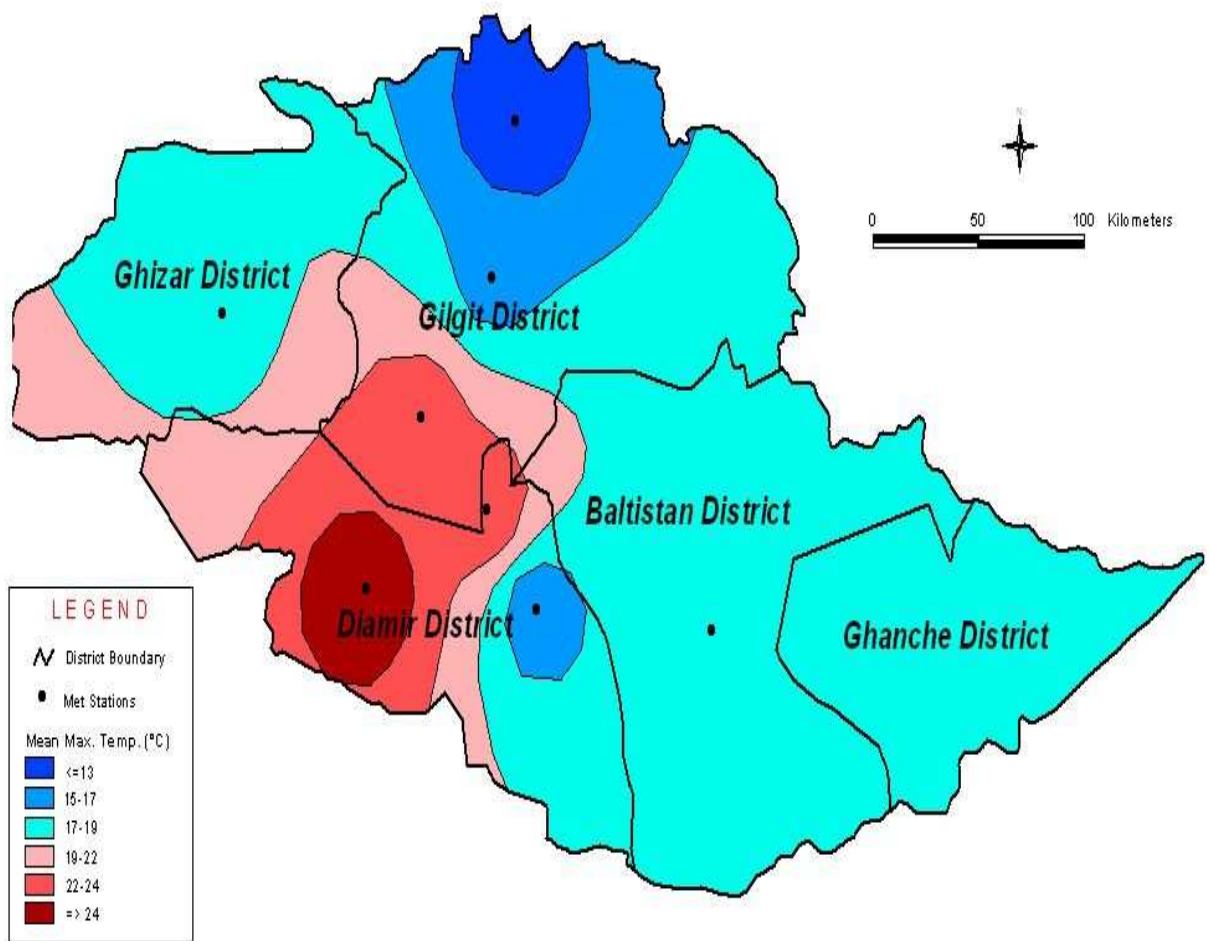 N
0 50 100 Kilometers
Ghizar District
Gilgit District
Baltistan District
Diamir District
Ghanche District
LEGEND
District Boundary
Met Stations
Mean Max. Temp.(°C)
<=13
15-17
17-19
19-22
22-24
=> 24